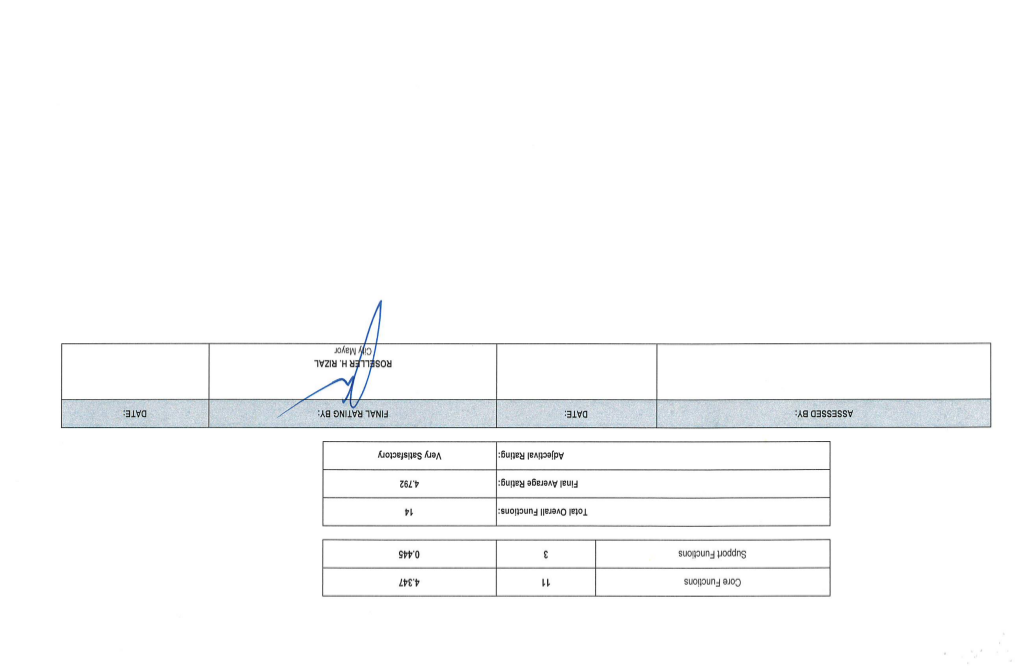 Core Functions 11 4.347
Support Functions 3 0.445
Total Overall Functions: 14
Final Average Rating: 4.792
Adjectival Rating: Very Satisfactory
ASSESSED BY: DATE: FINAL RATING BY: DATE:
ROSELLER H. RIZAL
City Mayor